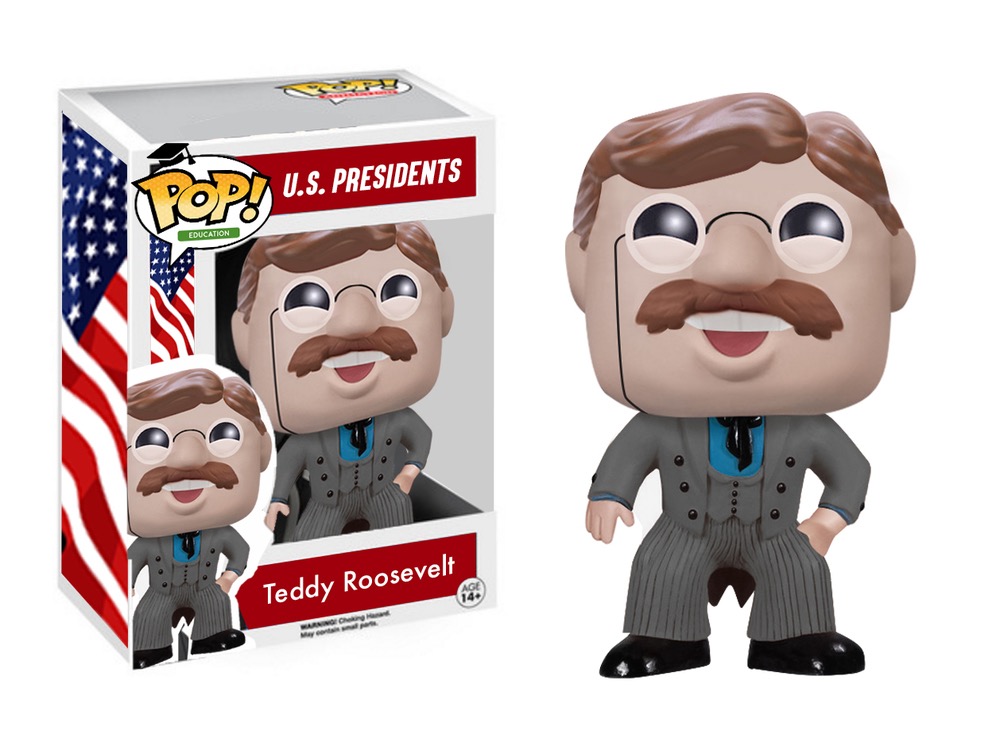 POP!
POP!
EDUCATION
U.S. PRESIDENTS
Teddy Roosevelt
AGE
14+
WARNING! Choking Hazard.
May contain small parts.